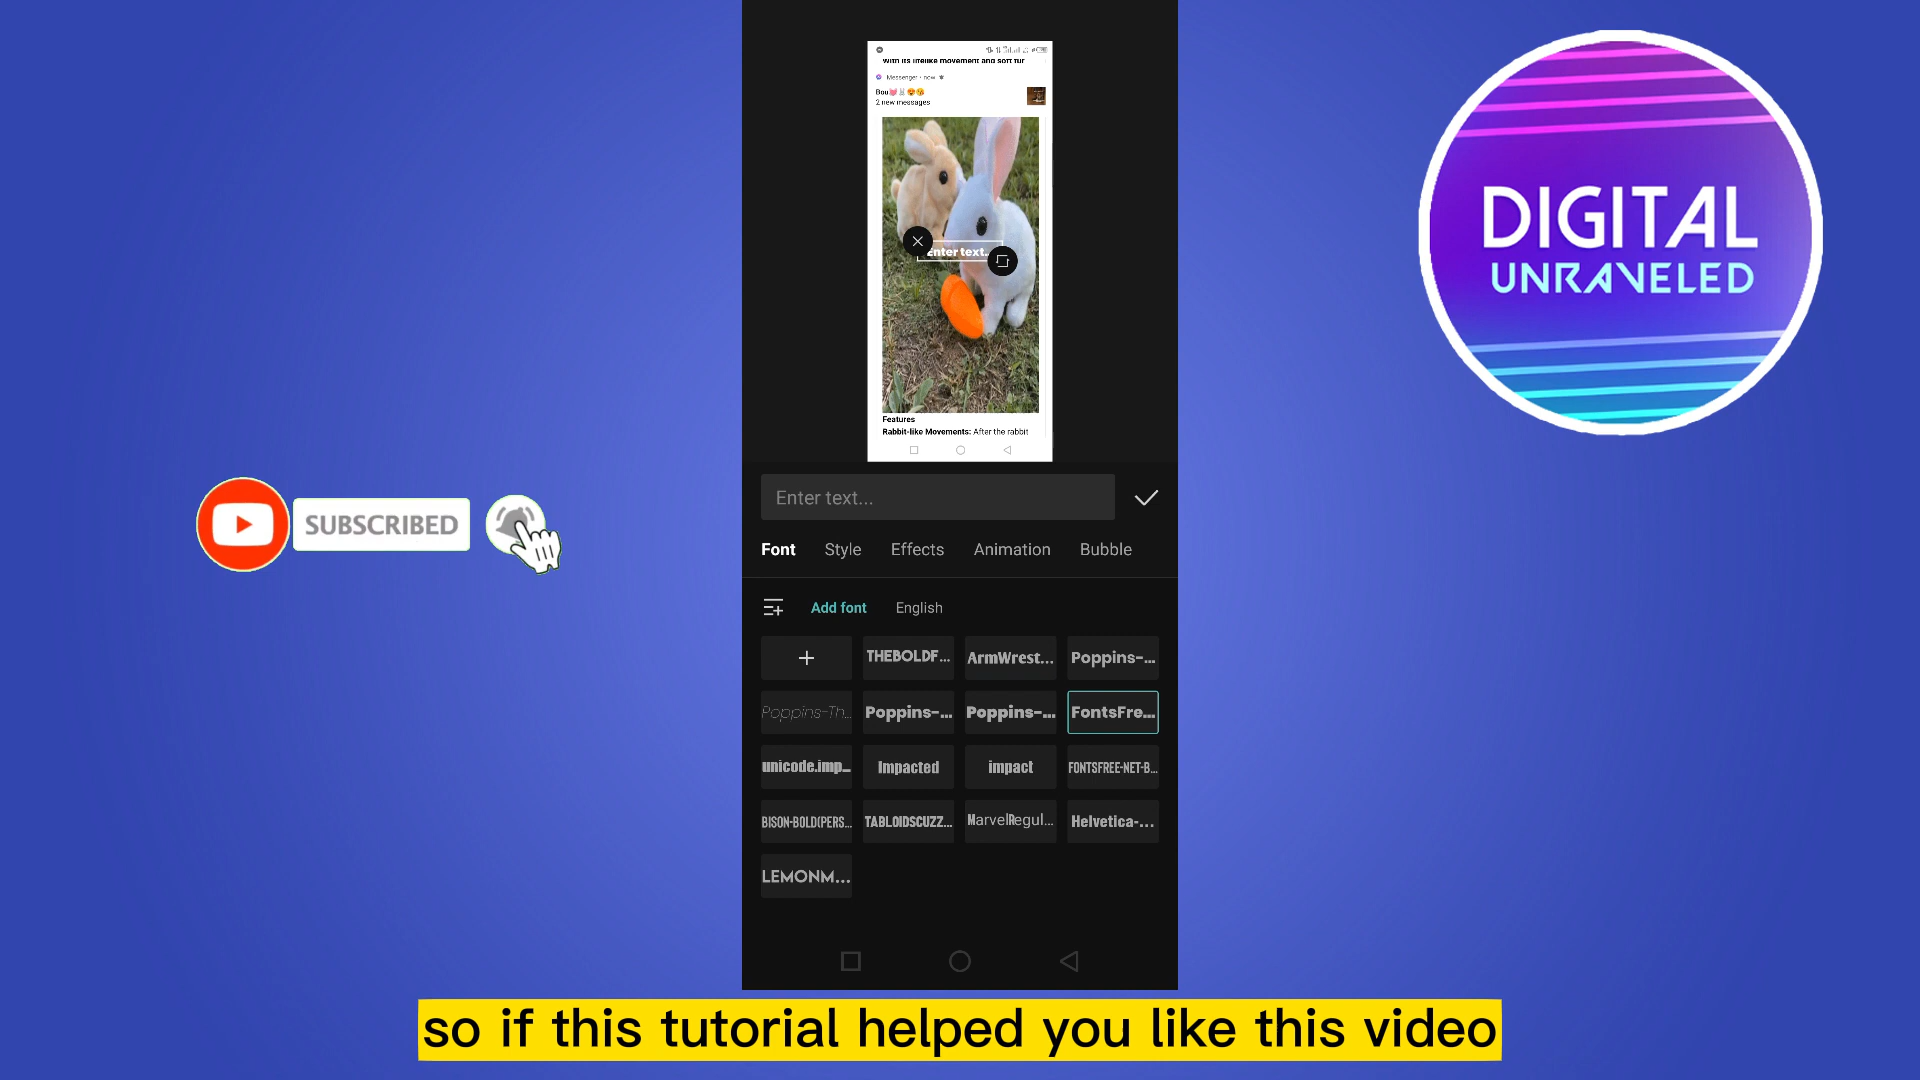 with its lifelike movement and soft fur
Messenger • now
Bou
2 new messages
Enter text...
Features
Rabbit-like Movements: After the rabbit
DIGITAL
UNRAVELED
SUBSCRIBED
Enter text...
Font Style Effects Animation Bubble
Add font English
+ THEBOLDF... ArmWrest... Poppins-...
Poppins-Th... Poppins-... Poppins-... FontsFre...
unicode.imp... Impacted impact FONTSFREE-NET-B...
BISON-BOLD(PERS... TABLOIDSCUZZ... MarvelRegul... Helvetica-...
LEMONM...
so if this tutorial helped you like this video